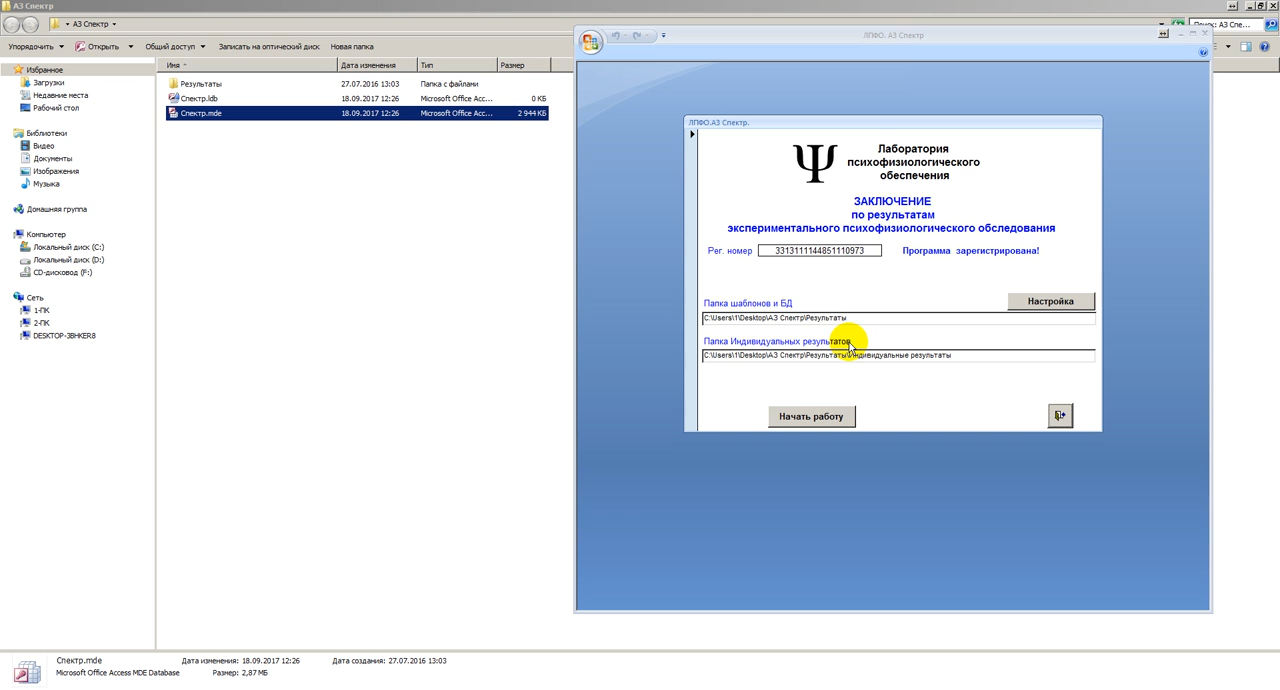 АЗ Спектр
АЗ Спектр
Поиск: АЗ Спе...
Упорядочить Открыть Общий доступ Записать на оптический диск Новая папка
Избранное
Загрузки
Недавние места
Рабочий стол
Библиотеки
Видео
Документы
Изображения
Музыка
Домашняя группа
Компьютер
Локальный диск (C:)
Локальный диск (D:)
CD-дисковод (F:)
Сеть
1-ПК
2-ПК
DESKTOP-3BHKER8
Имя Дата изменения Тип Размер
Результаты 27.07.2016 13:03 Папка с файлами
Спектр.ldb 18.09.2017 12:26 Microsoft Office Acc... 0 КБ
Спектр.mde 18.09.2017 12:26 Microsoft Office Acc... 2 944 КБ
ЛПФО. АЗ Спектр
ЛПФО.АЗ Спектр.
Ψ
Лаборатория
психофизиологического
обеспечения
ЗАКЛЮЧЕНИЕ
по результатам
экспериментального психофизиологического обследования
Рег. номер 3313111144851110973 Программа зарегистрирована!
Настройка
Папка шаблонов и БД
C:\Users\1\Desktop\АЗ Спектр\Результаты
Папка Индивидуальных результатов
C:\Users\1\Desktop\АЗ Спектр\Результаты\Индивидуальные результаты
Начать работу
Спектр.mde Дата изменения: 18.09.2017 12:26 Дата создания: 27.07.2016 13:03
Microsoft Office Access MDE Database Размер: 2,87 МБ